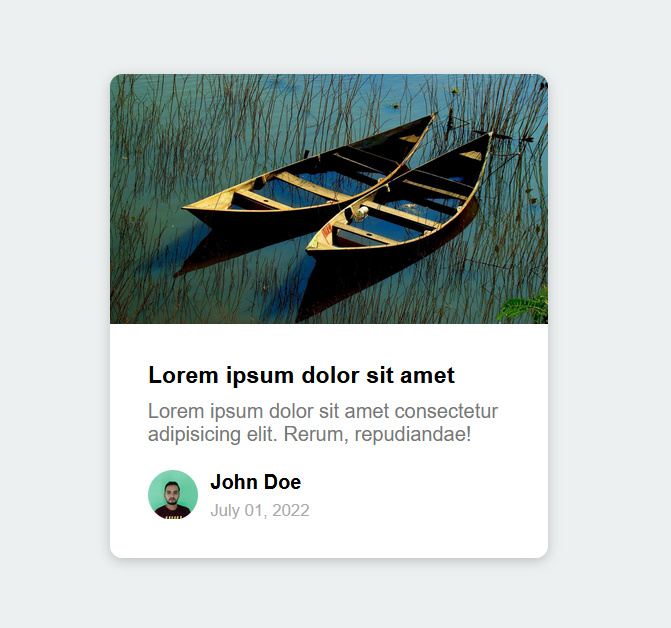 Lorem ipsum dolor sit amet
Lorem ipsum dolor sit amet consectetur
adipisicing elit. Rerum, repudiandae!
John Doe
July 01, 2022